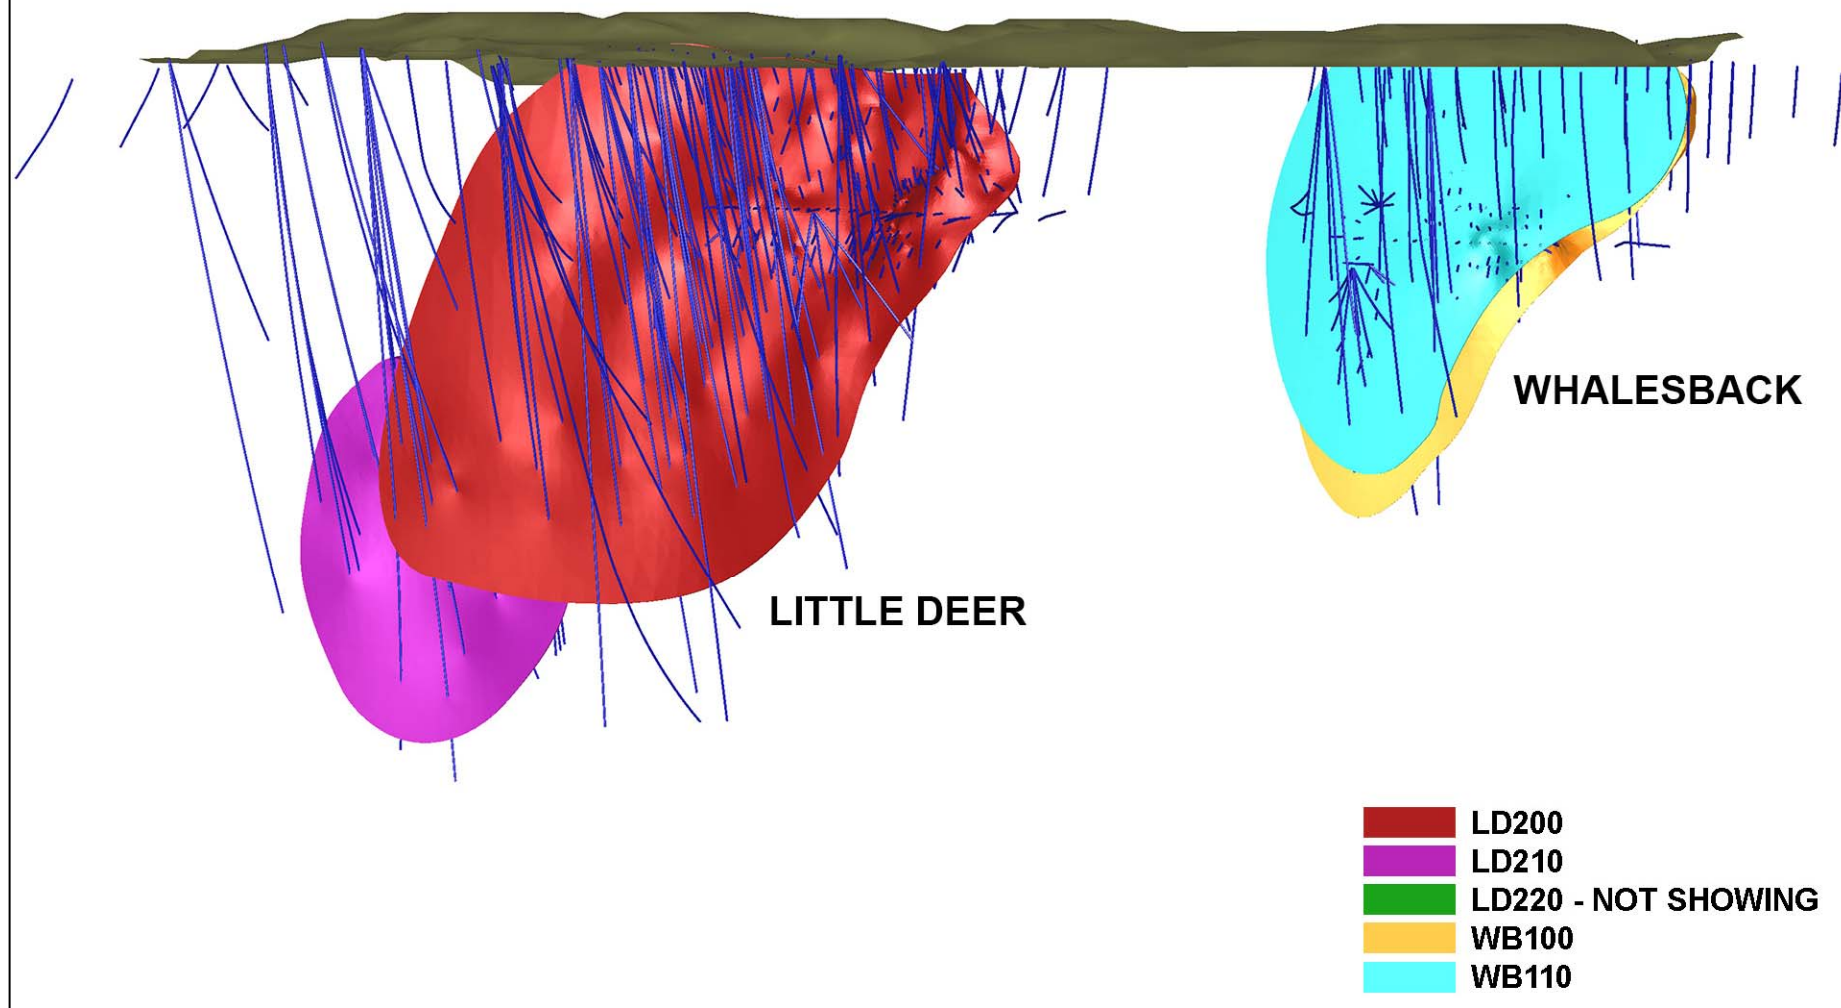 WHALESBACK
LITTLE DEER
LD200
LD210
LD220 - NOT SHOWING
WB100
WB110